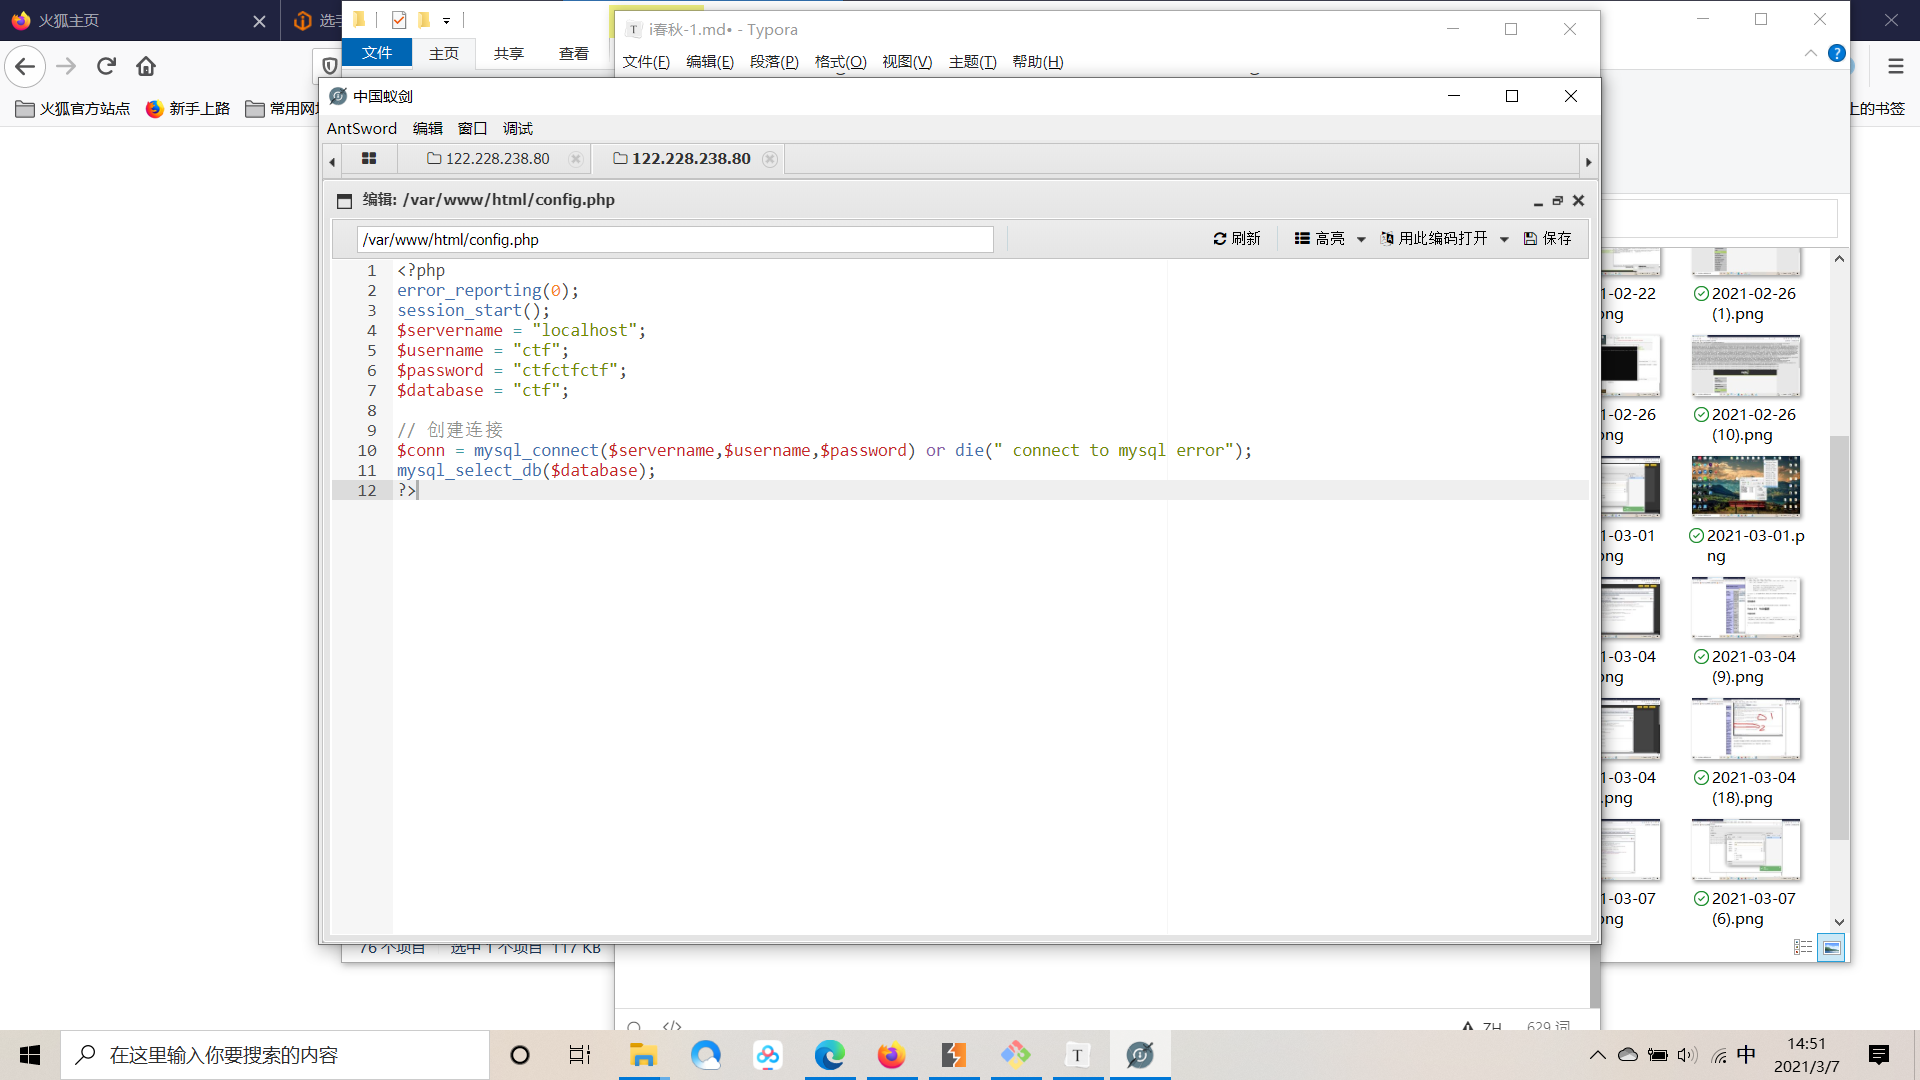 火狐主页
选手
i春秋-1.md• - Typora
文件
主页
共享
查看
文件(F) 编辑(E) 段落(P) 格式(O) 视图(V) 主题(T) 帮助(H)
火狐官方站点
新手上路
常用网址
上的书签
中国蚁剑
AntSword 编辑 窗口 调试
122.228.238.80
122.228.238.80
编辑: /var/www/html/config.php
/var/www/html/config.php
刷新
高亮
用此编码打开
保存
1 <?php
2 error_reporting(0);
3 session_start();
4 $servername = "localhost";
5 $username = "ctf";
6 $password = "ctfctfctf";
7 $database = "ctf";
8
9 // 创建连接
10 $conn = mysql_connect($servername,$username,$password) or die(" connect to mysql error");
11 mysql_select_db($database);
12 ?>
1-02-22
png
2021-02-26
(1).png
1-02-26
png
2021-02-26
(10).png
1-03-01
png
2021-03-01.p
ng
1-03-04
png
2021-03-04
(9).png
1-03-04
.png
2021-03-04
(18).png
1-03-07
png
2021-03-07
(6).png
76 个项目 选中 1 个项目 117 KB
ZH
629 词
在这里输入你要搜索的内容
中
14:51
2021/3/7